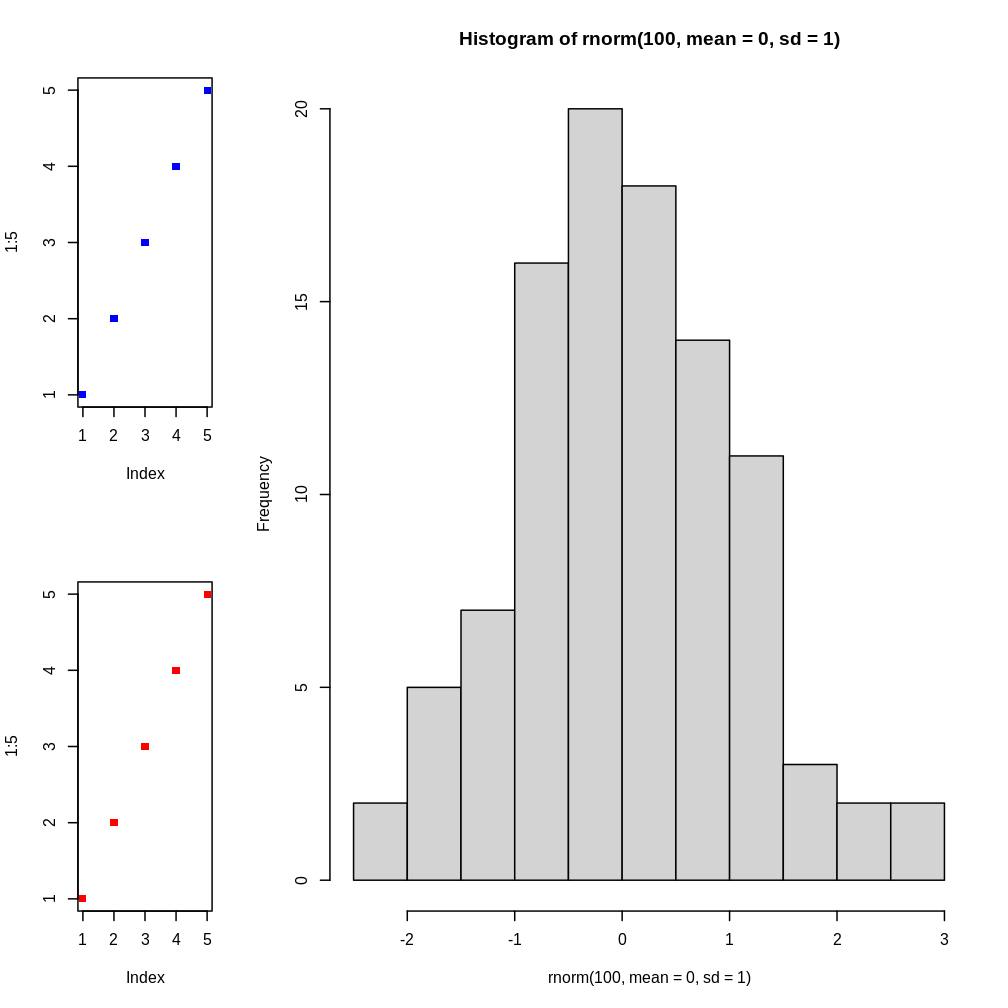 5
4
3
2
1
1:5
1 2 3 4 5
Index
5
4
3
2
1
1:5
1 2 3 4 5
Index
Histogram of rnorm(100, mean = 0, sd = 1)
20
15
10
5
0
Frequency
-2 -1 0 1 2 3
rnorm(100, mean = 0, sd = 1)